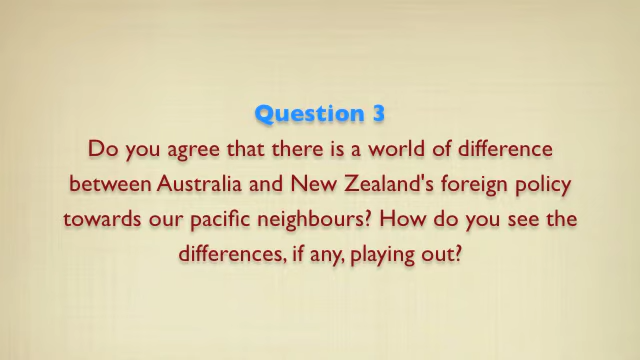 Question 3
Do you agree that there is a world of difference
between Australia and New Zealand's foreign policy
towards our pacific neighbours? How do you see the
differences, if any, playing out?